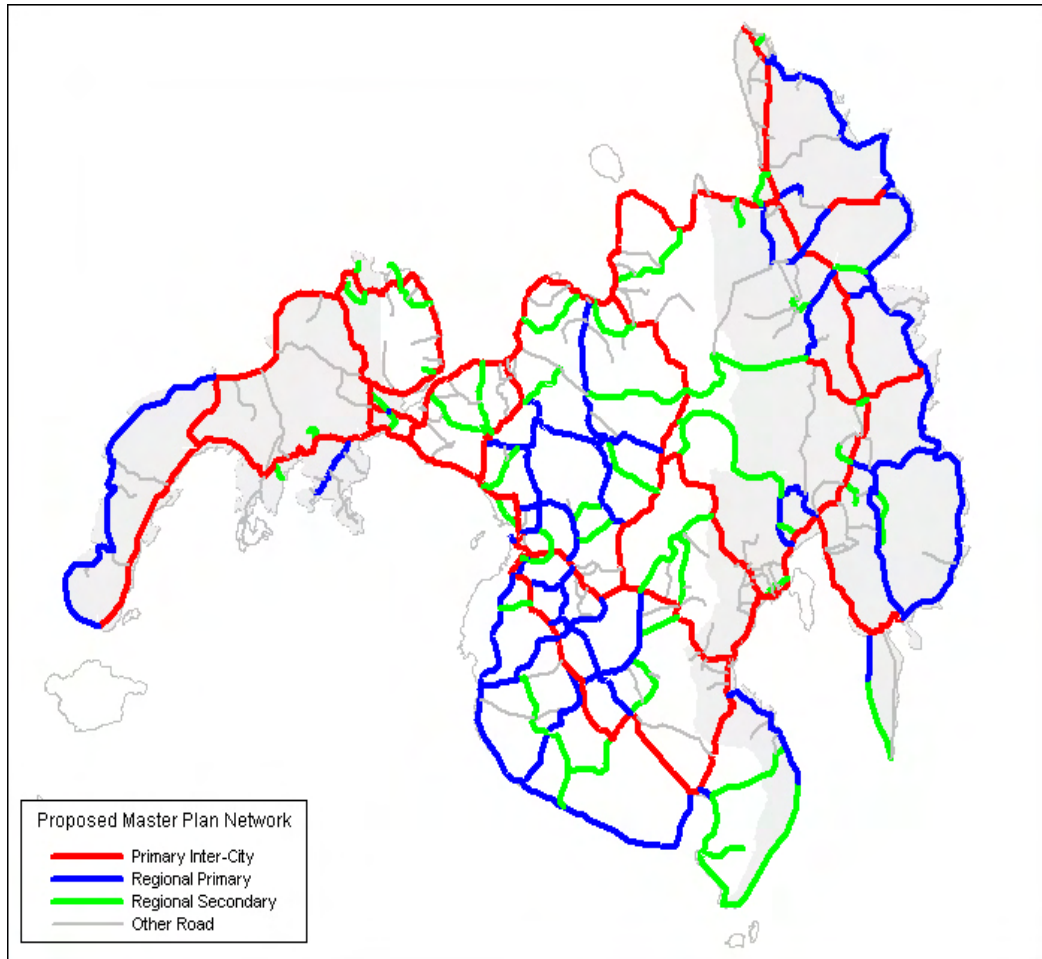 Proposed Master Plan Network
Primary Inter-City
Regional Primary
Regional Secondary
Other Road